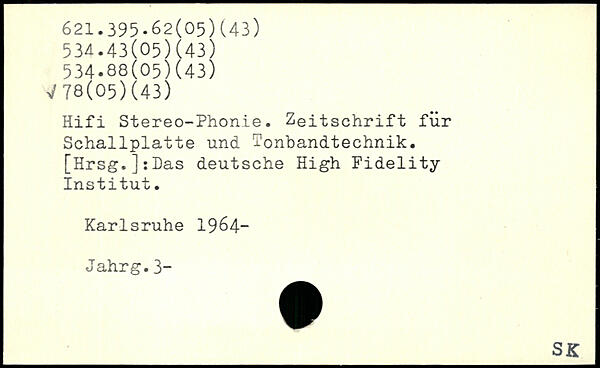 621.395.62(05)(43)
534.43(05)(43)
534.88(05)(43)
✓78(05)(43)
Hifi Stereo-Phonie. Zeitschrift für
Schallplatte und Tonbandtechnik.
[Hrsg.]:Das deutsche High Fidelity
Institut.
Karlsruhe 1964-
Jahrg.3-
SK